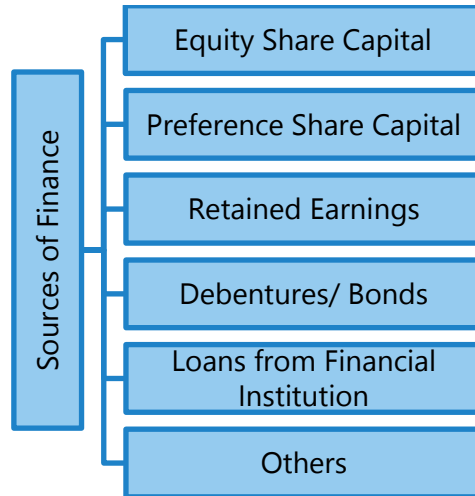 Sources of Finance
Equity Share Capital
Preference Share Capital
Retained Earnings
Debentures/ Bonds
Loans from Financial
Institution
Others